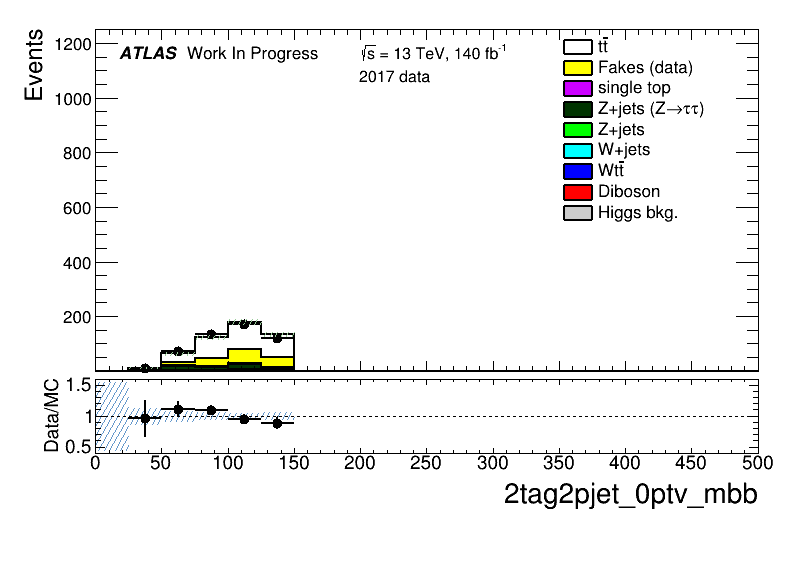 ATLAS Work In Progress
√s = 13 TeV, 140 fb-1
2017 data
tt̄
Fakes (data)
single top
Z+jets (Z→ττ)
Z+jets
W+jets
Wtt̄
Diboson
Higgs bkg.
Events
1200
1000
800
600
400
200
Data/MC
1.5
1
0.5
0 50 100 150 200 250 300 350 400 450 500
2tag2pjet_0ptv_mbb